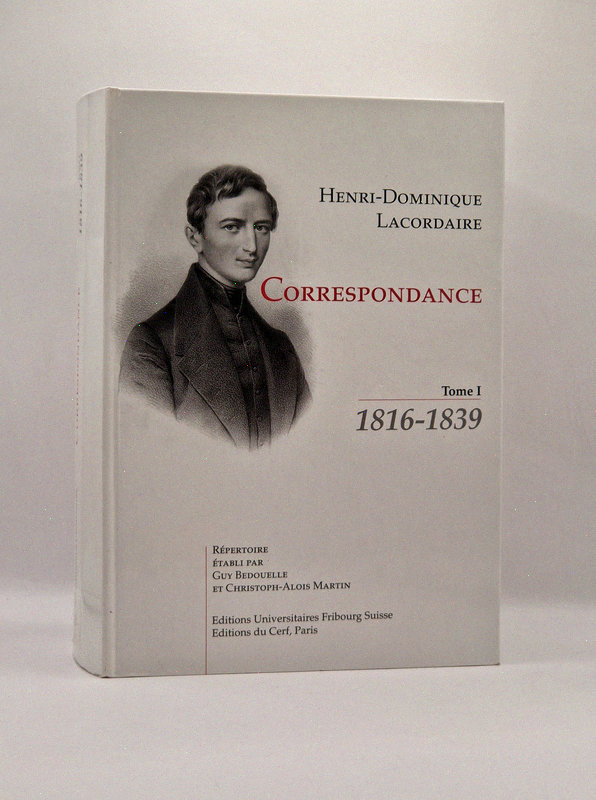 Henri-Dominique
Lacordaire
Correspondance
Tome I
1816-1839
Répertoire
établi par
Guy Bedouelle
et Christoph-Alois Martin
Editions Universitaires Fribourg Suisse
Editions du Cerf, Paris